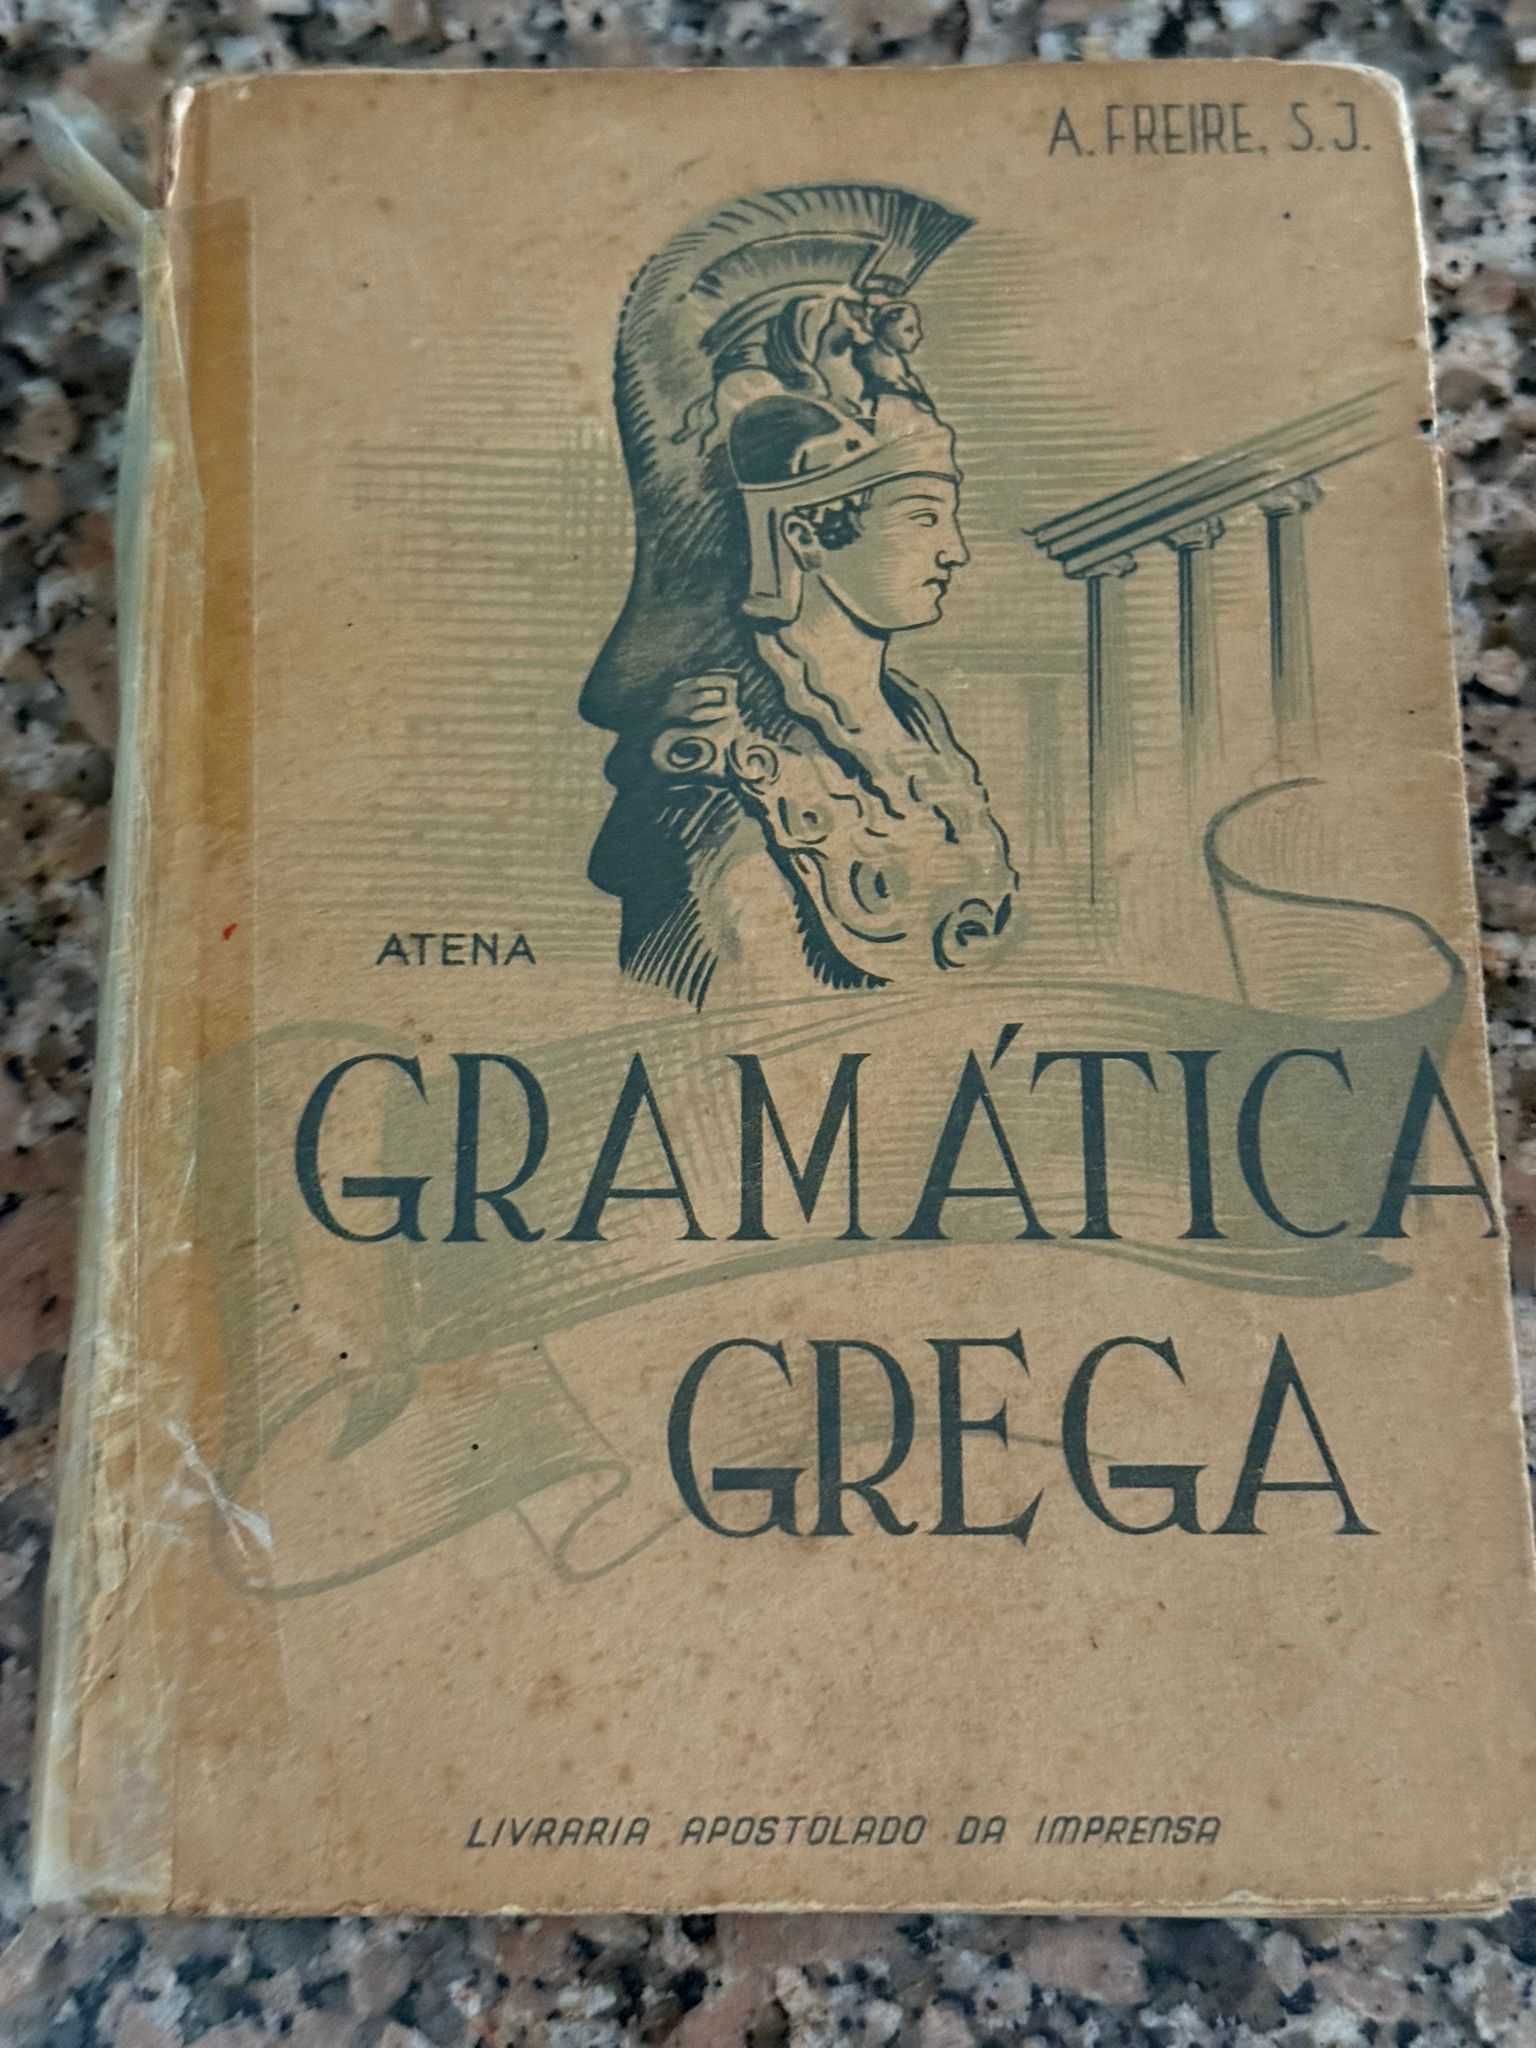 A. FREIRE, S.J.
ATENA
GRAMÁTICA
GREGA
LIVRARIA APOSTOLADO DA IMPRENSA